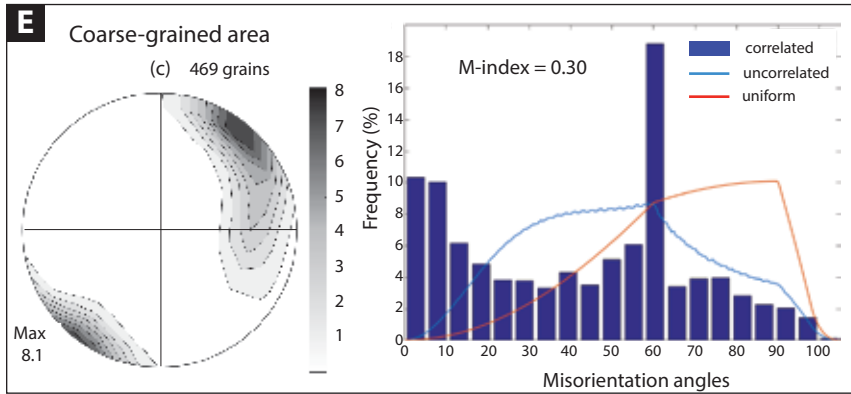 E
Coarse-grained area
(c) 469 grains
8
7
6
5
4
3
2
1
Max
8.1
M-index = 0.30
correlated
uncorrelated
uniform
Frequency (%)
18
16
14
12
10
8
6
4
2
0
0 10 20 30 40 50 60 70 80 90 100
Misorientation angles